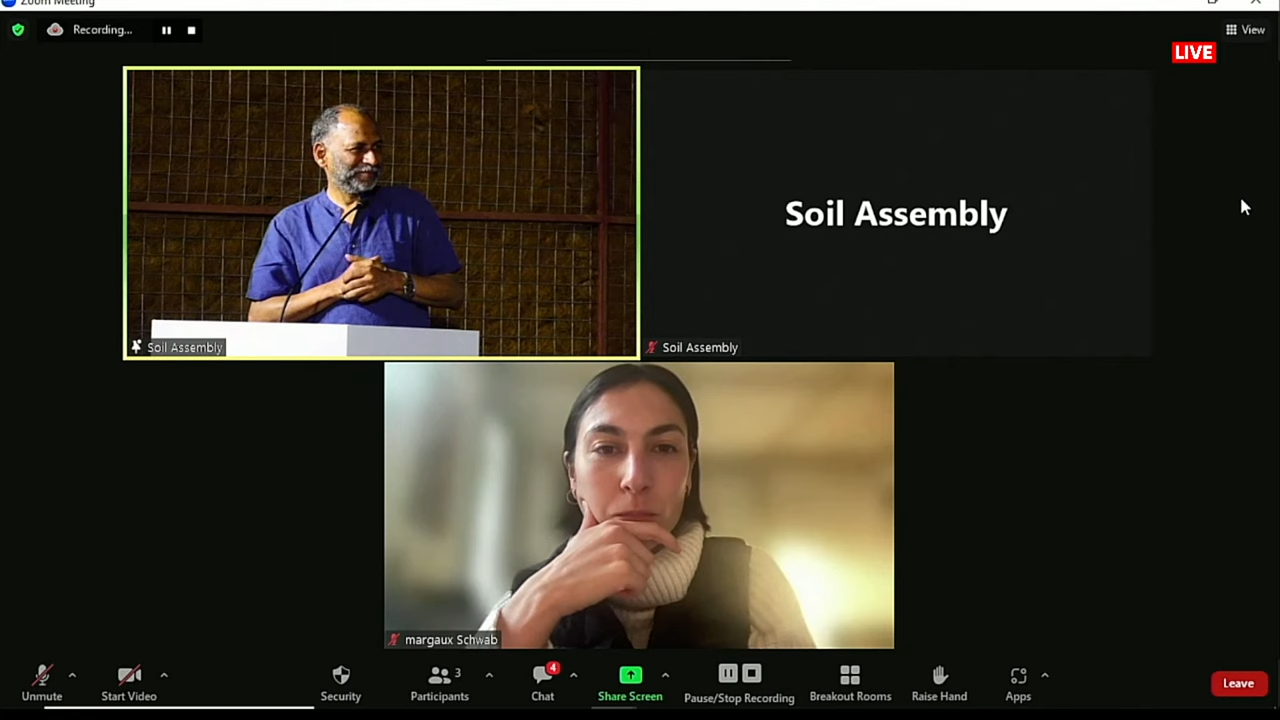 Zoom Meeting
Recording...
View
LIVE
Soil Assembly
Soil Assembly
Soil Assembly
margaux Schwab
Unmute
Start Video
Security
Participants
3
Chat
4
Share Screen
Pause/Stop Recording
Breakout Rooms
Raise Hand
Apps
Leave